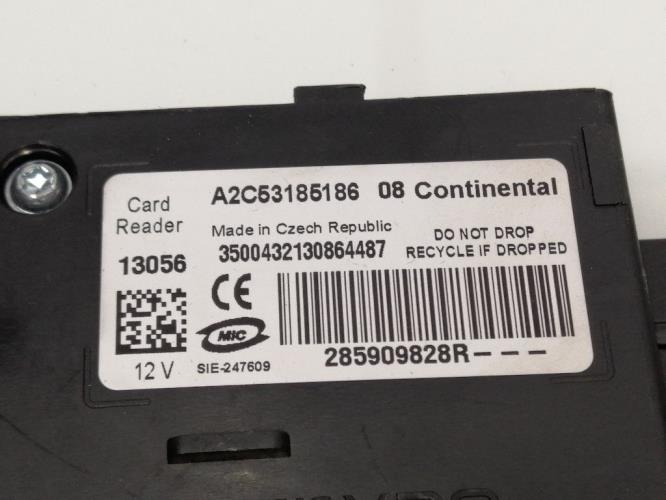 Card Reader
A2C53185186 08 Continental
Made in Czech Republic
3500432130864487
DO NOT DROP
RECYCLE IF DROPPED
13056
CE
MIC
12 V
SIE-247609
285909828R---